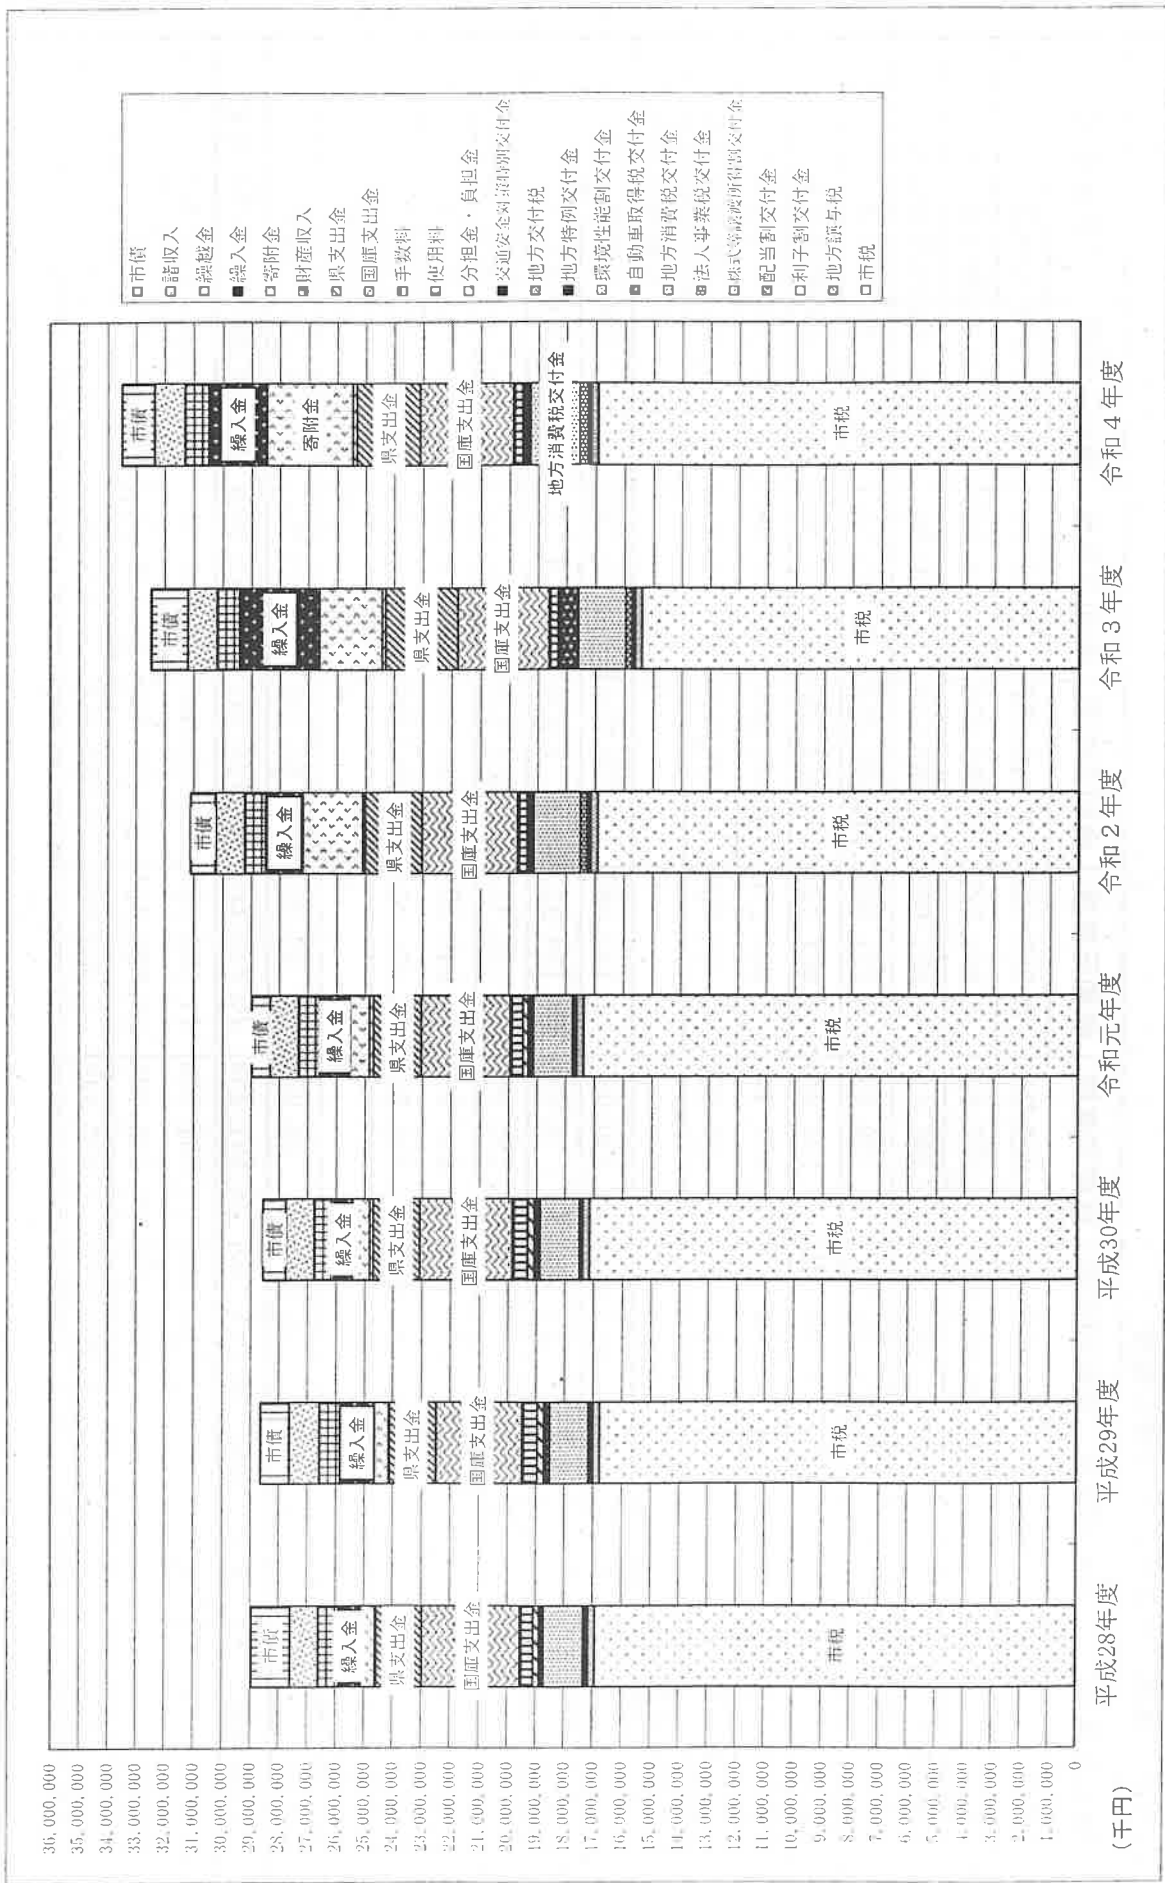 36,000,000
35,000,000
34,000,000
33,000,000
32,000,000
31,000,000
30,000,000
29,000,000
28,000,000
27,000,000
26,000,000
25,000,000
24,000,000
23,000,000
22,000,000
21,000,000
20,000,000
19,000,000
18,000,000
17,000,000
16,000,000
15,000,000
14,000,000
13,000,000
12,000,000
11,000,000
10,000,000
9,000,000
8,000,000
7,000,000
6,000,000
5,000,000
4,000,000
3,000,000
2,000,000
1,000,000
0
(千円)
市債
繰入金
県支出金
国庫支出金
市税
平成28年度
市債
繰入金
県支出金
国庫支出金
市税
平成29年度
市債
繰入金
県支出金
国庫支出金
市税
平成30年度
市債
繰入金
県支出金
国庫支出金
市税
令和元年度
市債
繰入金
県支出金
国庫支出金
市税
令和2年度
市債
繰入金
県支出金
国庫支出金
市税
令和3年度
市債
繰入金
寄附金
県支出金
国庫支出金
地方消費税交付金
市税
令和4年度
市債
諸収入
繰越金
繰入金
寄附金
財産収入
県支出金
国庫支出金
手数料
使用料
分担金・負担金
交通安全対策特別交付金
地方交付税
地方特例交付金
環境性能割交付金
自動車取得税交付金
地方消費税交付金
法人事業税交付金
株式等譲渡所得割交付金
配当割交付金
利子割交付金
地方譲与税
市税